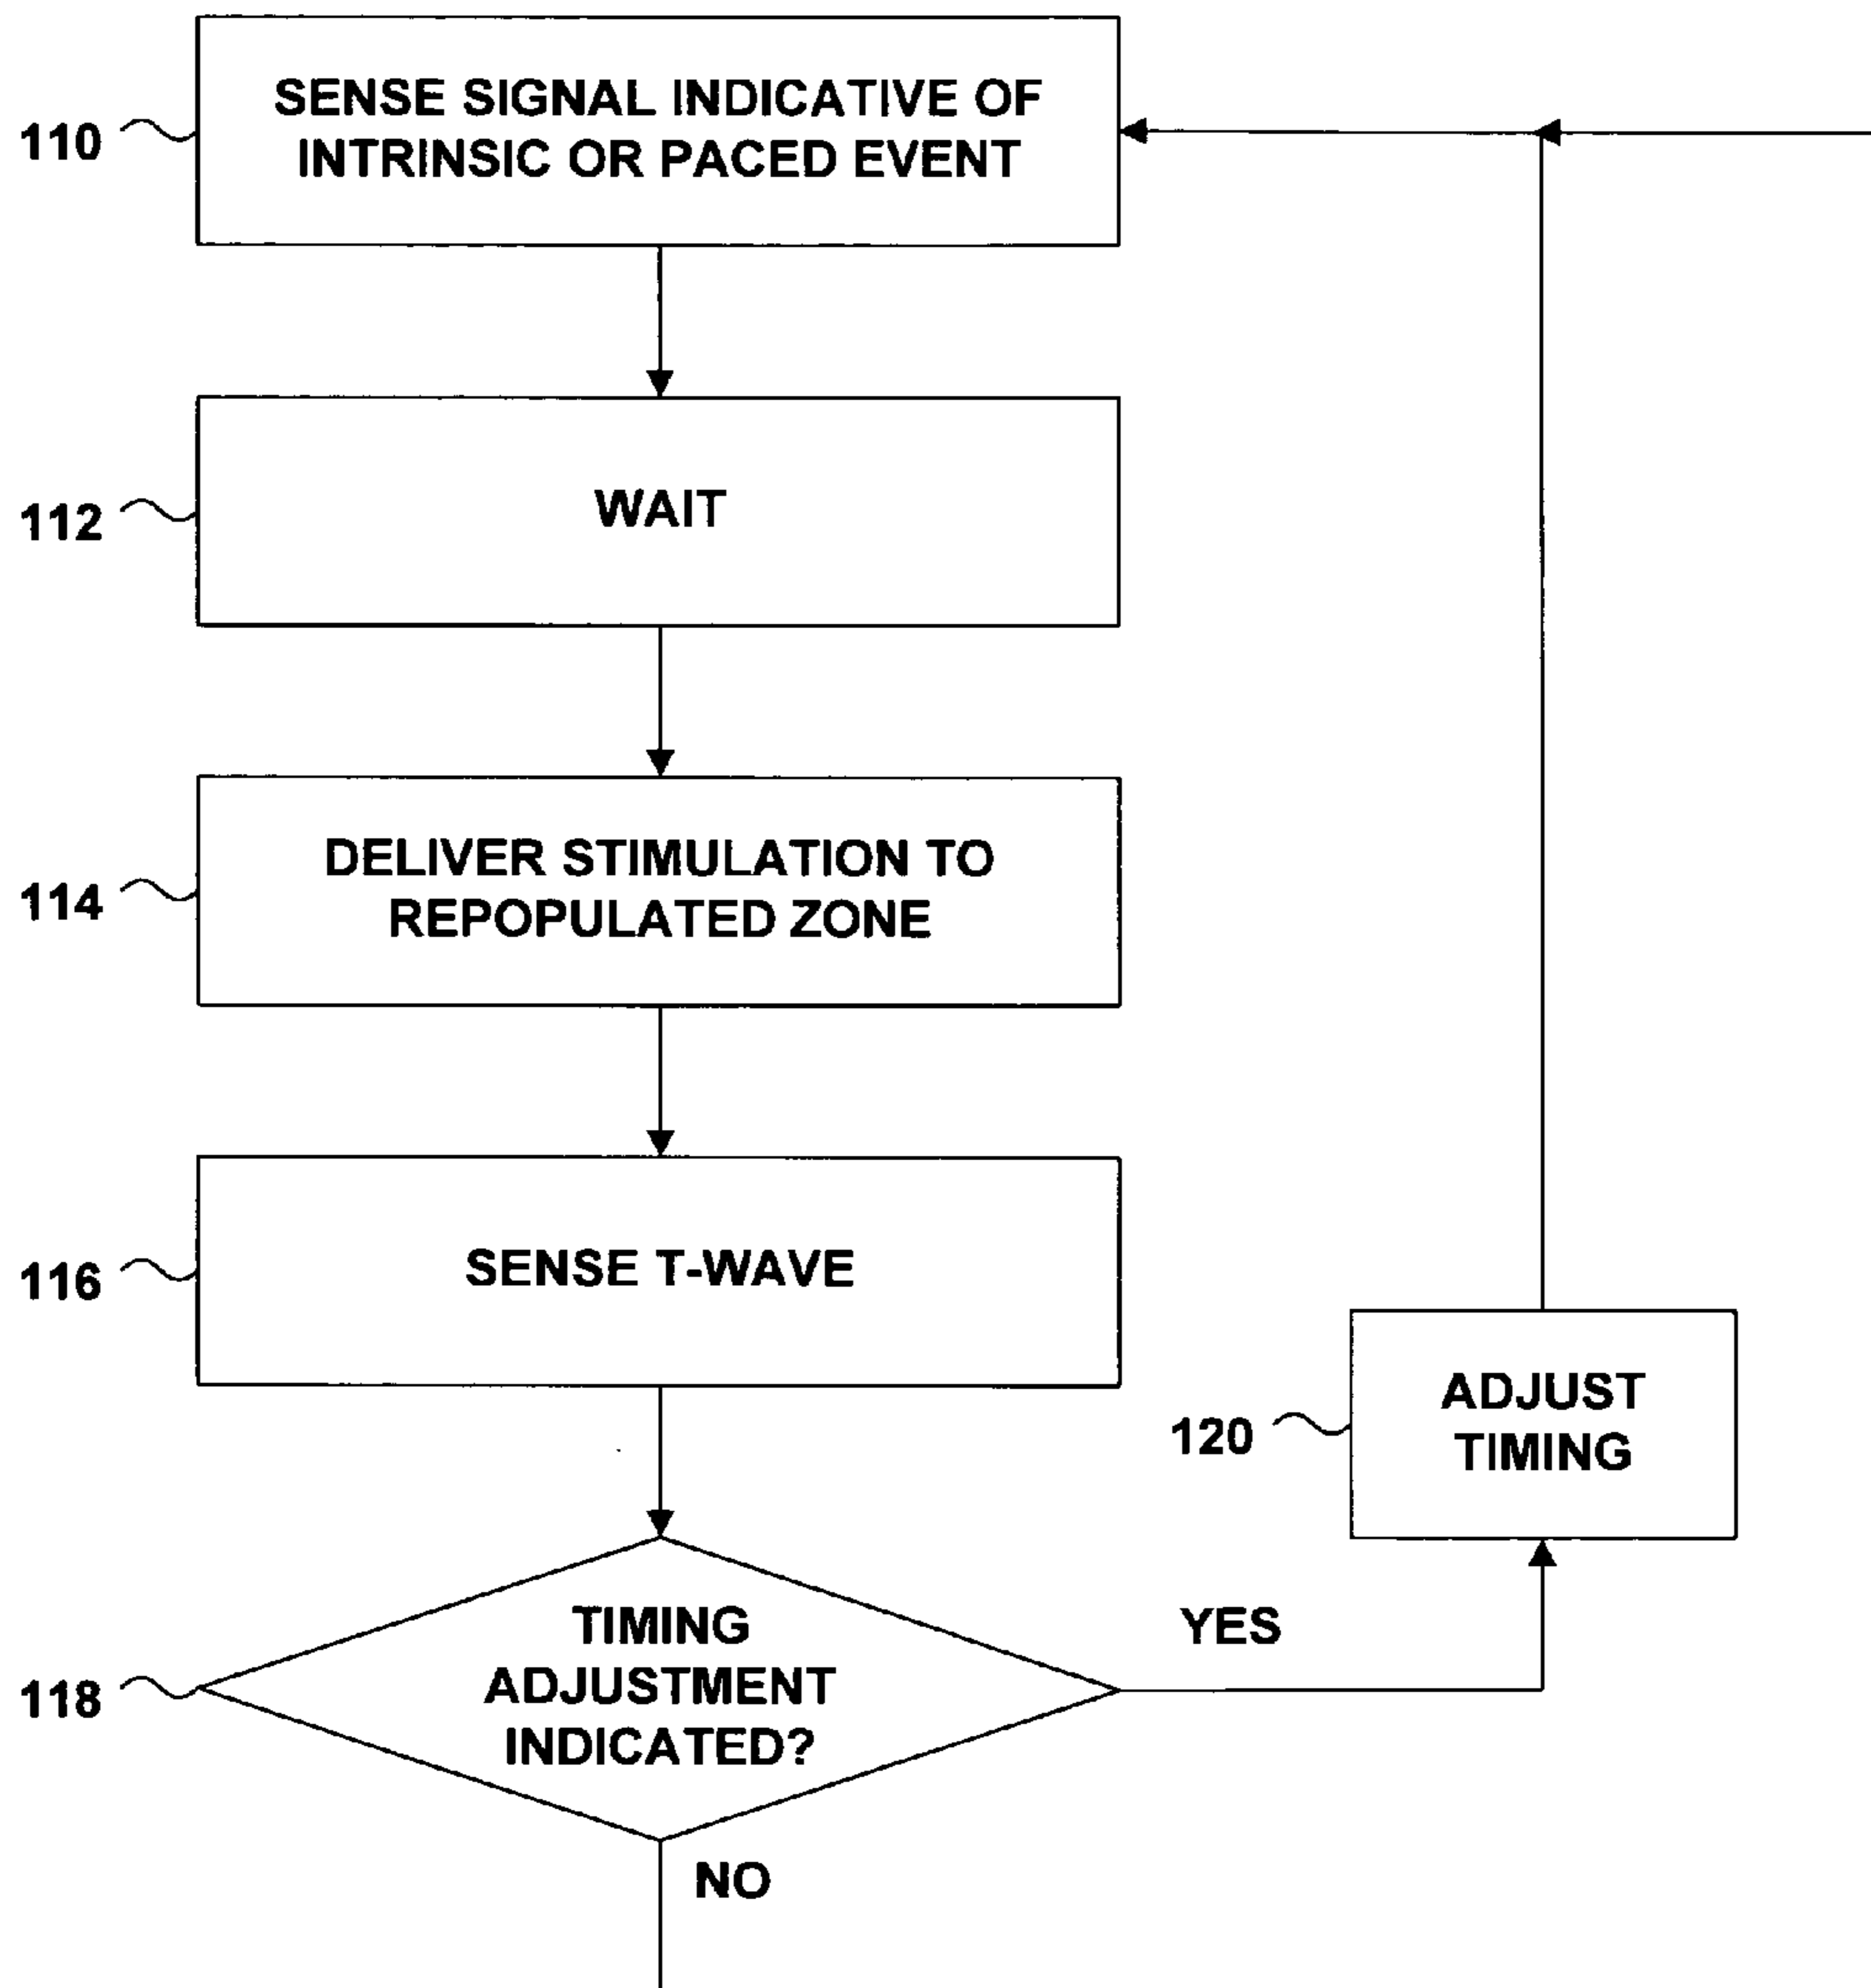 110
SENSE SIGNAL INDICATIVE OF
INTRINSIC OR PACED EVENT
112
WAIT
114
DELIVER STIMULATION TO
REPOPULATED ZONE
116
SENSE T-WAVE
120
ADJUST
TIMING
118
TIMING
ADJUSTMENT
INDICATED?
YES
NO